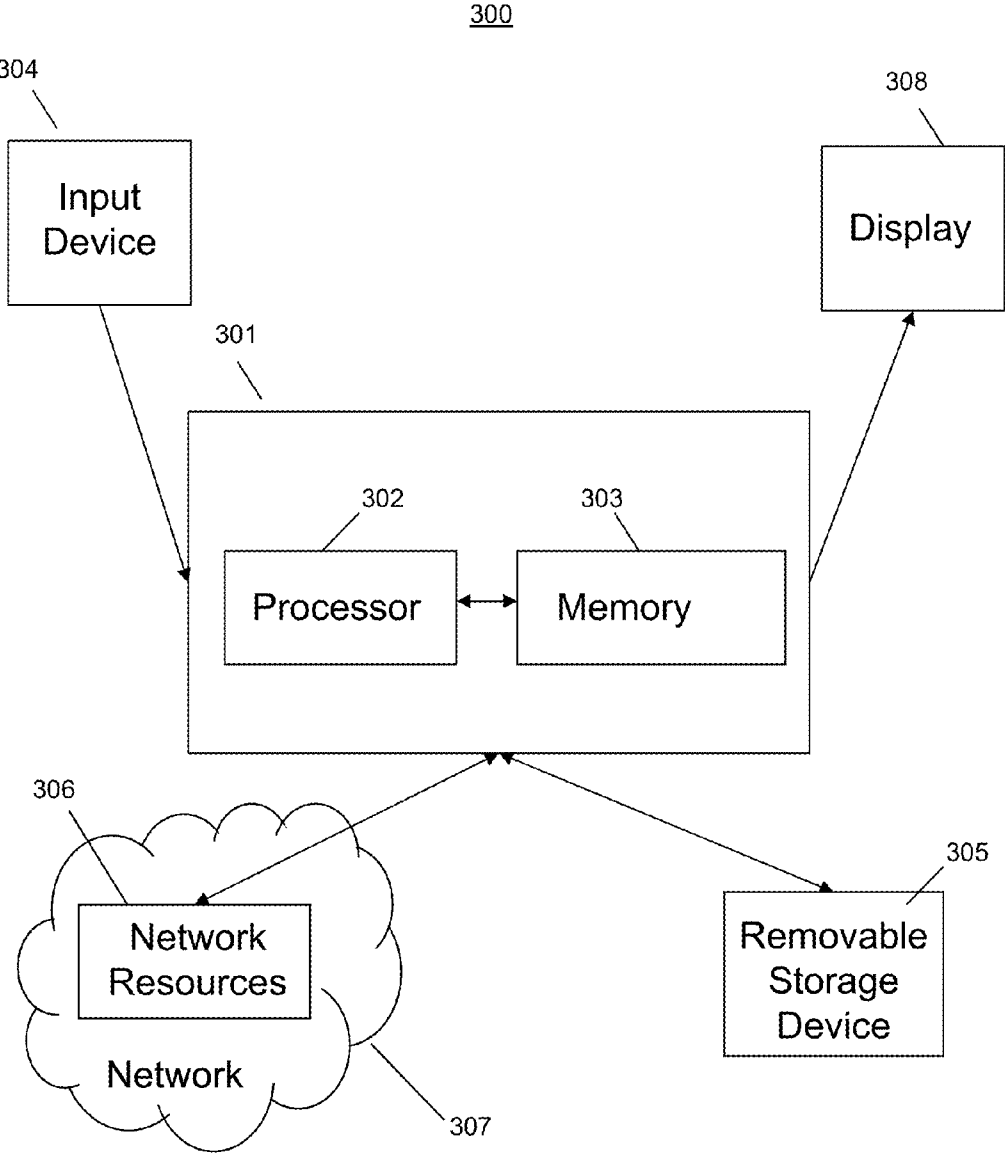 300
304
308
Input
Device
Display
301
302
303
Processor
Memory
306
305
Network
Resources
Removable
Storage
Device
Network
307